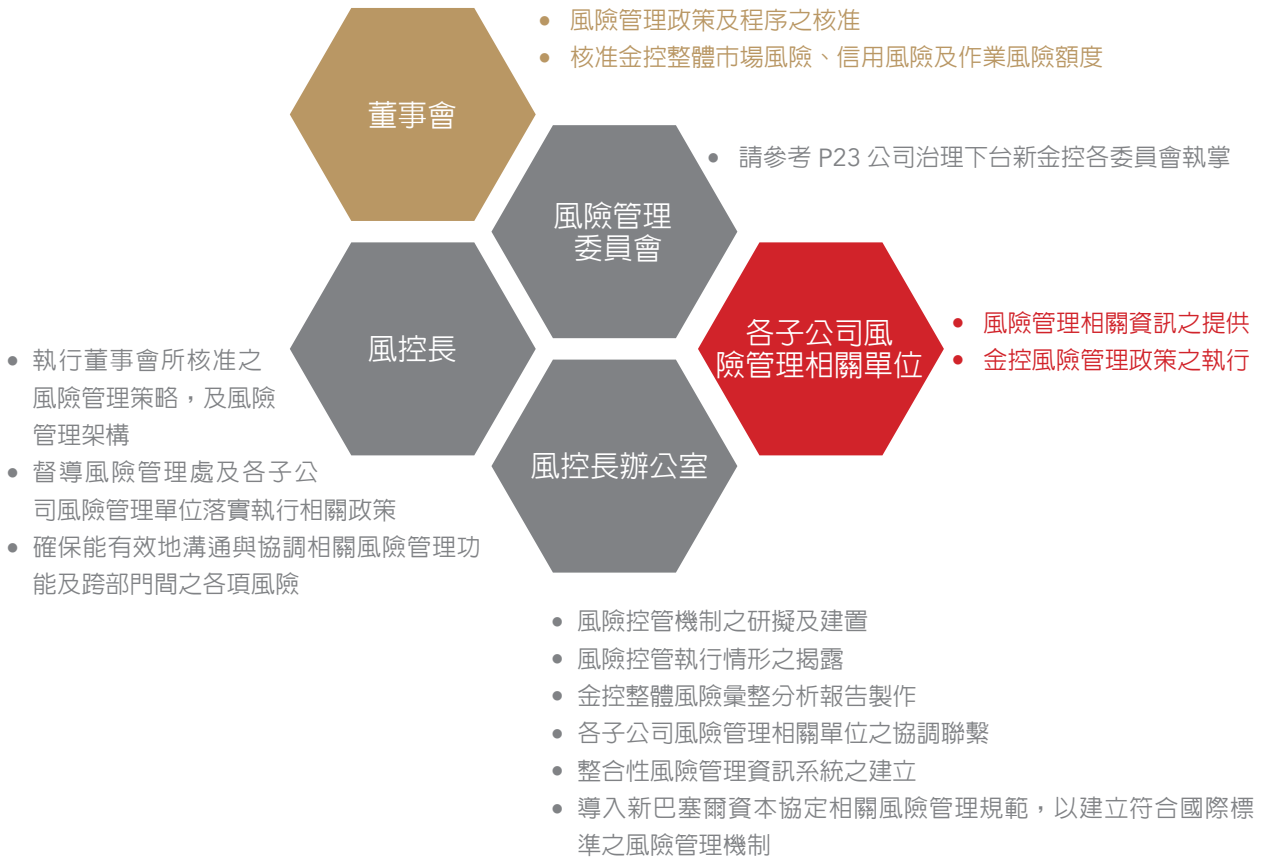 董事會
• 風險管理政策及程序之核准
• 核准金控整體市場風險、信用風險及作業風險額度
風險管理
委員會
• 請參考 P23 公司治理下台新金控各委員會執掌
風控長
• 執行董事會所核准之
風險管理策略，及風險
管理架構
• 督導風險管理處及各子公
司風險管理單位落實執行相關政策
• 確保能有效地溝通與協調相關風險管理功
能及跨部門間之各項風險
各子公司風
險管理相關單位
• 風險管理相關資訊之提供
• 金控風險管理政策之執行
風控長辦公室
• 風險控管機制之研擬及建置
• 風險控管執行情形之揭露
• 金控整體風險彙整分析報告製作
• 各子公司風險管理相關單位之協調聯繫
• 整合性風險管理資訊系統之建立
• 導入新巴塞爾資本協定相關風險管理規範，以建立符合國際標
準之風險管理機制